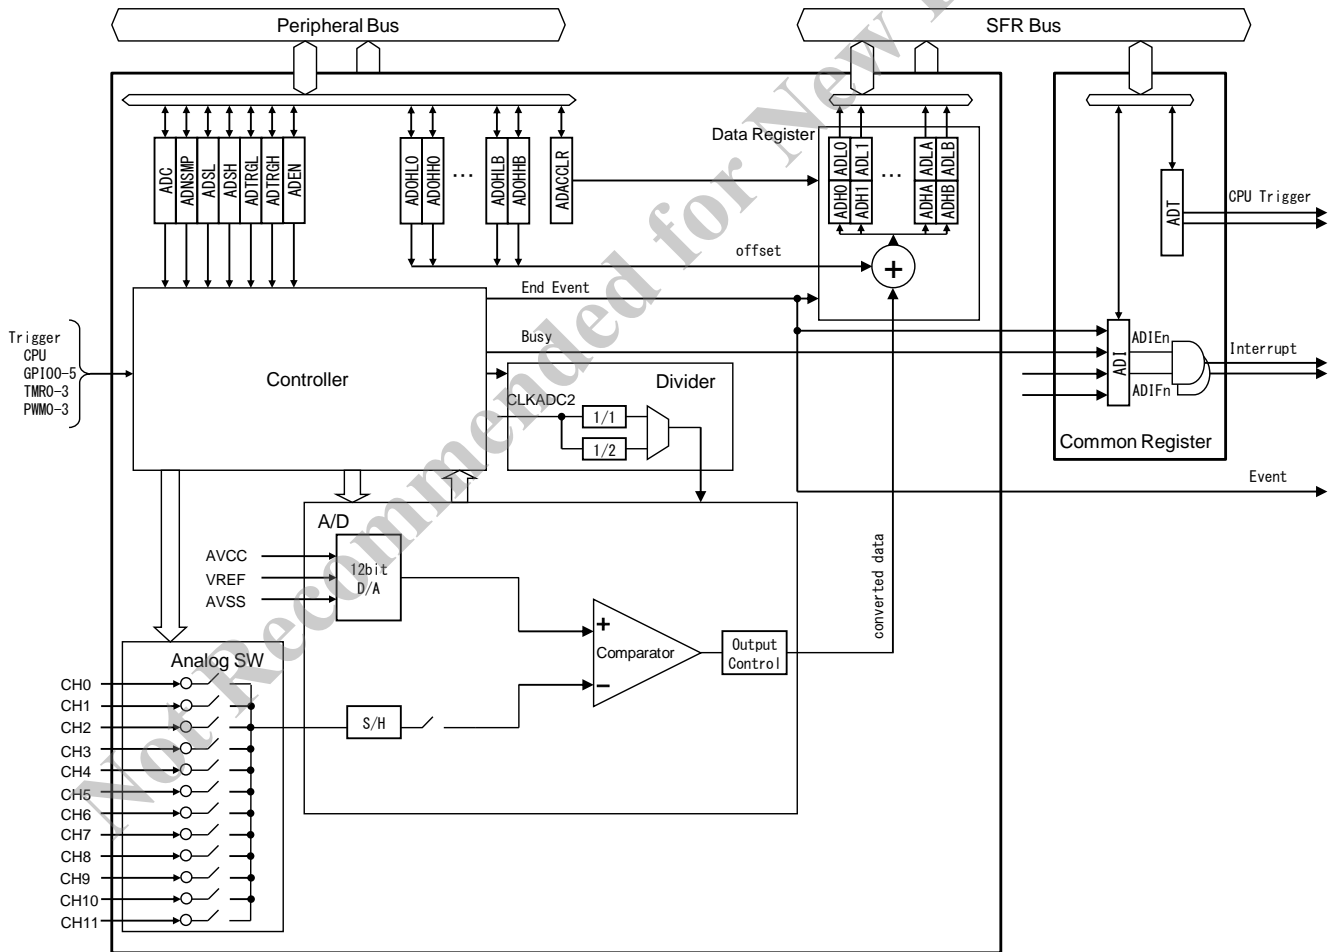 Peripheral Bus
SFR Bus
ADC
ADNSMP
ADSL
ADSH
ADTRGL
ADTRGH
ADEN
ADOHL0
ADOHH0
...
ADOHLB
ADOHHB
ADACCLR
Data Register
ADH0 ADL0
ADH1 ADL1
...
ADHA ADLA
ADHB ADLB
+
offset
ADT
CPU Trigger
Trigger
CPU
GPIO0-5
TMR0-3
PWM0-3
Controller
End Event
Busy
Divider
CLKADC2
1/1
1/2
ADI
ADIEn
ADIFn
Interrupt
Common Register
Event
A/D
AVCC
VREF
AVSS
12bit
D/A
+
Comparator
−
Output
Control
converted data
S/H
Analog SW
CH0
CH1
CH2
CH3
CH4
CH5
CH6
CH7
CH8
CH9
CH10
CH11
Not Recommended for New